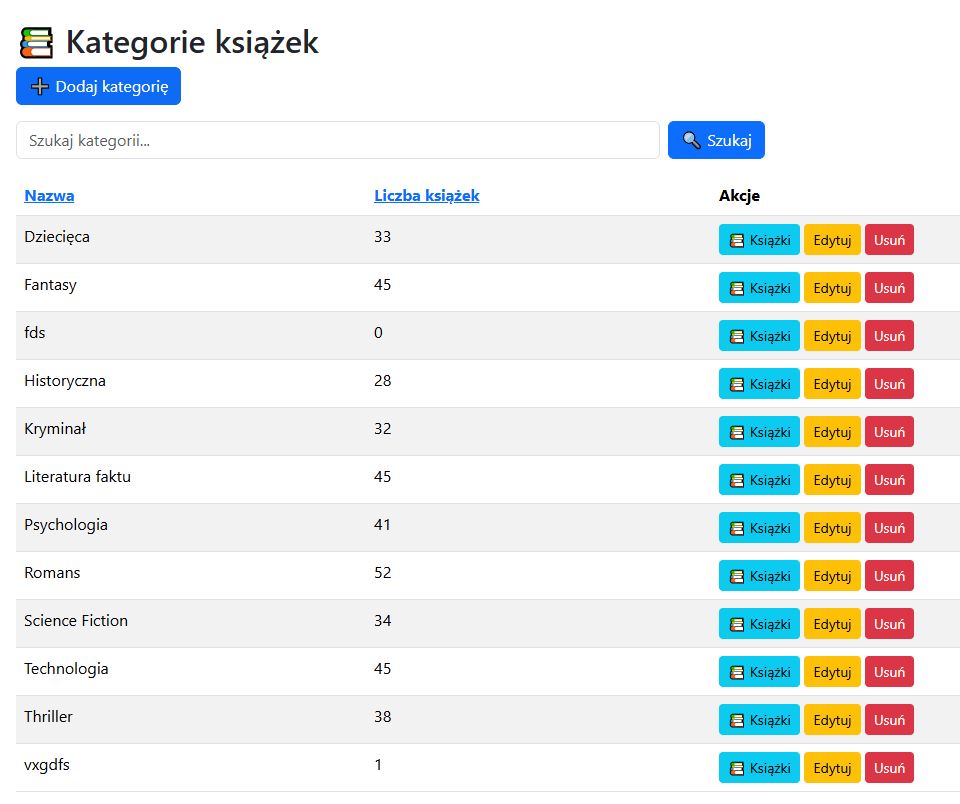 Kategorie książek
Dodaj kategorię
Szukaj kategorii... Szukaj
Nazwa Liczba książek Akcje
Dziecięca 33 Książki Edytuj Usuń
Fantasy 45 Książki Edytuj Usuń
fds 0 Książki Edytuj Usuń
Historyczna 28 Książki Edytuj Usuń
Kryminał 32 Książki Edytuj Usuń
Literatura faktu 45 Książki Edytuj Usuń
Psychologia 41 Książki Edytuj Usuń
Romans 52 Książki Edytuj Usuń
Science Fiction 34 Książki Edytuj Usuń
Technologia 45 Książki Edytuj Usuń
Thriller 38 Książki Edytuj Usuń
vxgdfs 1 Książki Edytuj Usuń